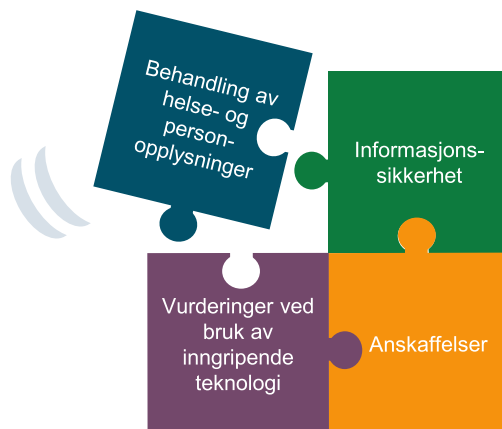 Behandling av
helse- og
person-
opplysninger
Informasjons-
sikkerhet
Vurderinger ved
bruk av
inngripende
teknologi
Anskaffelser